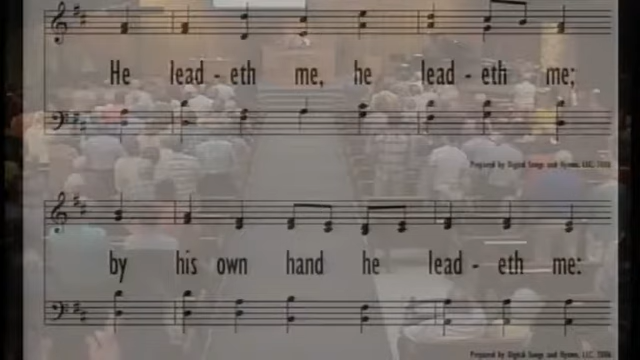 He lead - eth me, he lead - eth me;
Prepared by Digital Songs and Hymns, LLC. 2006
by his own hand he lead - eth me:
Prepared by Digital Songs and Hymns, LLC. 2006